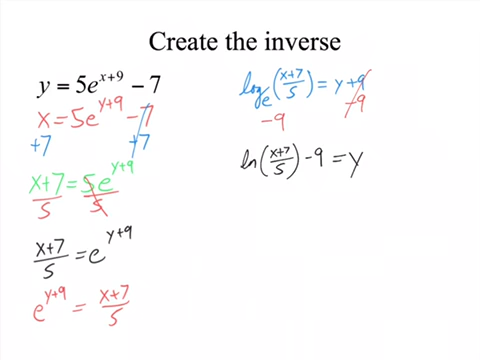 Create the inverse
y = 5e^{x+9} − 7
x = 5e^{y+9} − 7
+7 +7
x+7 = 5e^{y+9}
5 5
x+7/5 = e^{y+9}
e^{y+9} = x+7/5
log_e(x+7/5) = y+9
−9 −9
ln(x+7/5) − 9 = y